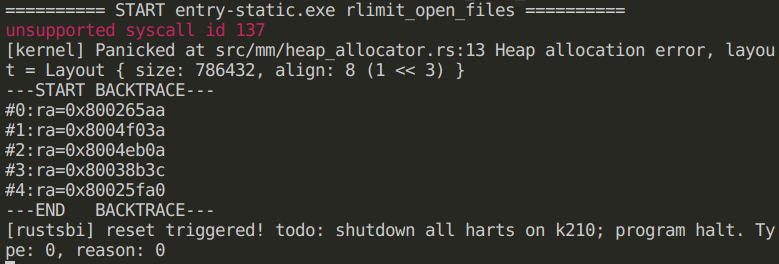 ========== START entry-static.exe rlimit_open_files ==========
unsupported syscall id 137
[kernel] Panicked at src/mm/heap_allocator.rs:13 Heap allocation error, layou
t = Layout { size: 786432, align: 8 (1 << 3) }
---START BACKTRACE---
#0:ra=0x800265aa
#1:ra=0x8004f03a
#2:ra=0x8004eb0a
#3:ra=0x80038b3c
#4:ra=0x80025fa0
---END   BACKTRACE---
[rustsbi] reset triggered! todo: shutdown all harts on k210; program halt. Ty
pe: 0, reason: 0